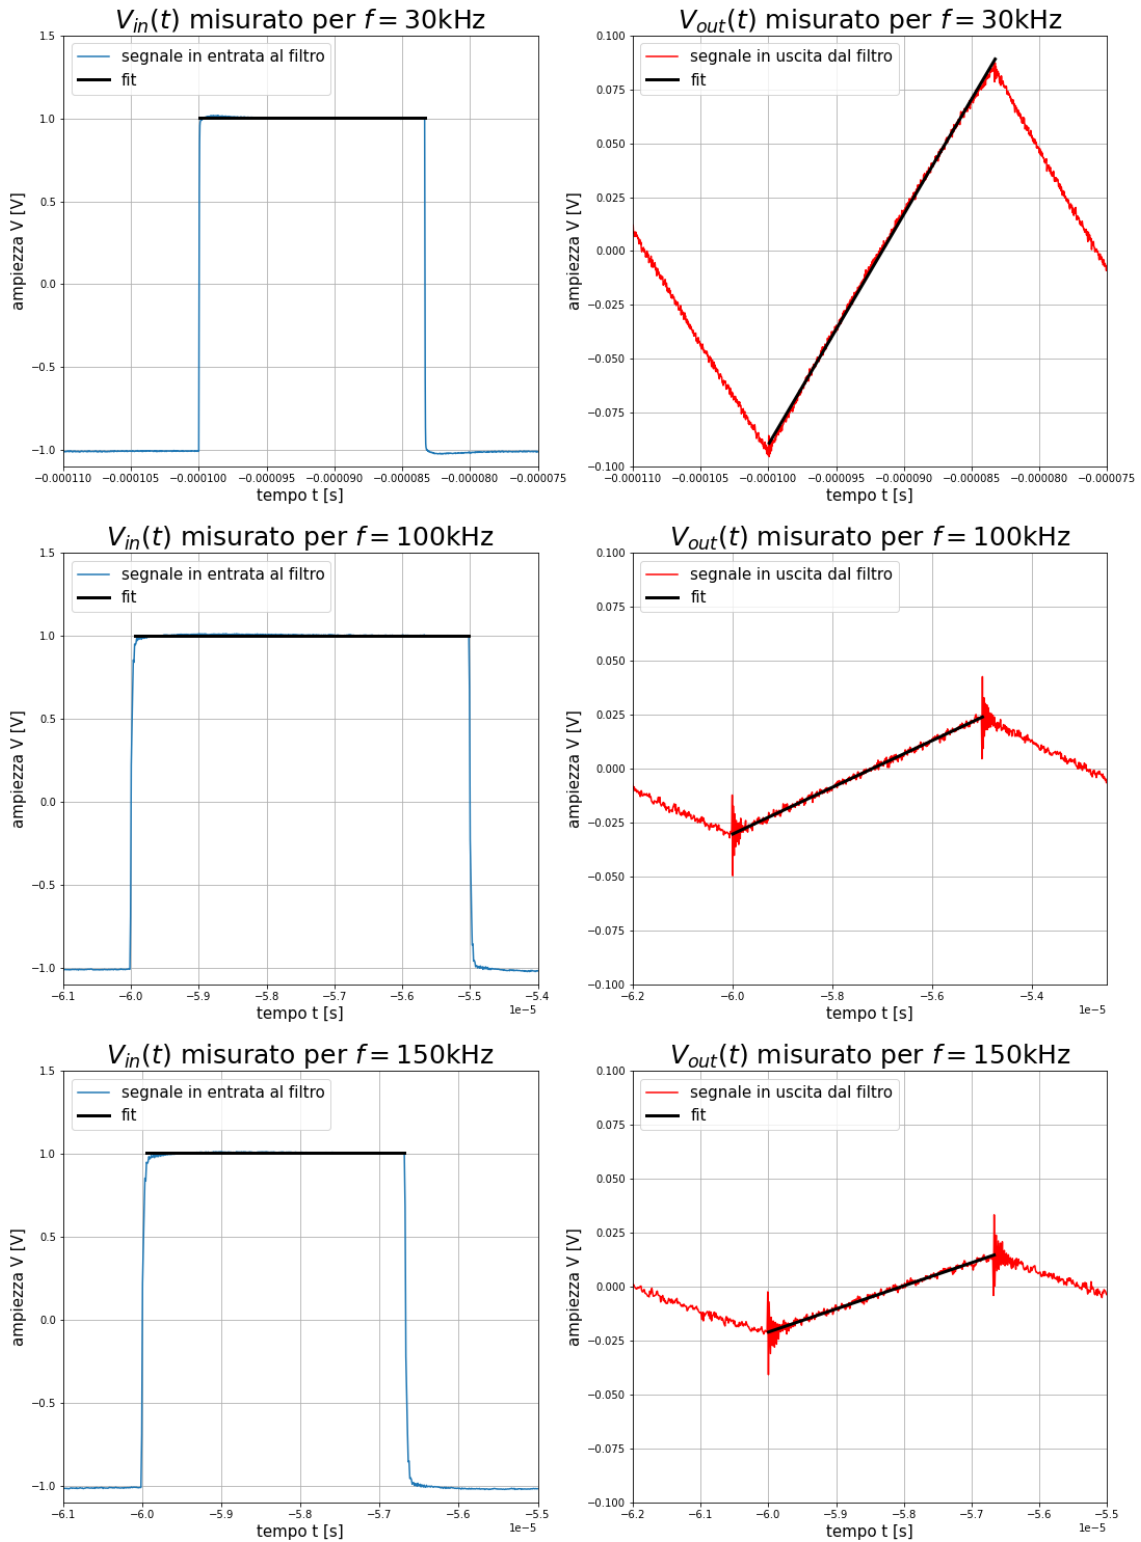 V_in(t) misurato per f = 30kHz
segnale in entrata al filtro
fit
1.5
1.0
0.5
0.0
−0.5
−1.0
ampiezza V [V]
−0.000110 −0.000105 −0.000100 −0.000095 −0.000090 −0.000085 −0.000080 −0.000075
tempo t [s]
V_out(t) misurato per f = 30kHz
segnale in uscita dal filtro
fit
0.100
0.075
0.050
0.025
0.000
−0.025
−0.050
−0.075
−0.100
ampiezza V [V]
−0.000110 −0.000105 −0.000100 −0.000095 −0.000090 −0.000085 −0.000080 −0.000075
tempo t [s]
V_in(t) misurato per f = 100kHz
segnale in entrata al filtro
fit
1.5
1.0
0.5
0.0
−0.5
−1.0
ampiezza V [V]
−6.1 −6.0 −5.9 −5.8 −5.7 −5.6 −5.5 −5.4
1e−5
tempo t [s]
V_out(t) misurato per f = 100kHz
segnale in uscita dal filtro
fit
0.100
0.075
0.050
0.025
0.000
−0.025
−0.050
−0.075
−0.100
ampiezza V [V]
−6.2 −6.0 −5.8 −5.6 −5.4
1e−5
tempo t [s]
V_in(t) misurato per f = 150kHz
segnale in entrata al filtro
fit
1.5
1.0
0.5
0.0
−0.5
−1.0
ampiezza V [V]
−6.1 −6.0 −5.9 −5.8 −5.7 −5.6 −5.5
1e−5
tempo t [s]
V_out(t) misurato per f = 150kHz
segnale in uscita dal filtro
fit
0.100
0.075
0.050
0.025
0.000
−0.025
−0.050
−0.075
−0.100
ampiezza V [V]
−6.2 −6.1 −6.0 −5.9 −5.8 −5.7 −5.6 −5.5
1e−5
tempo t [s]